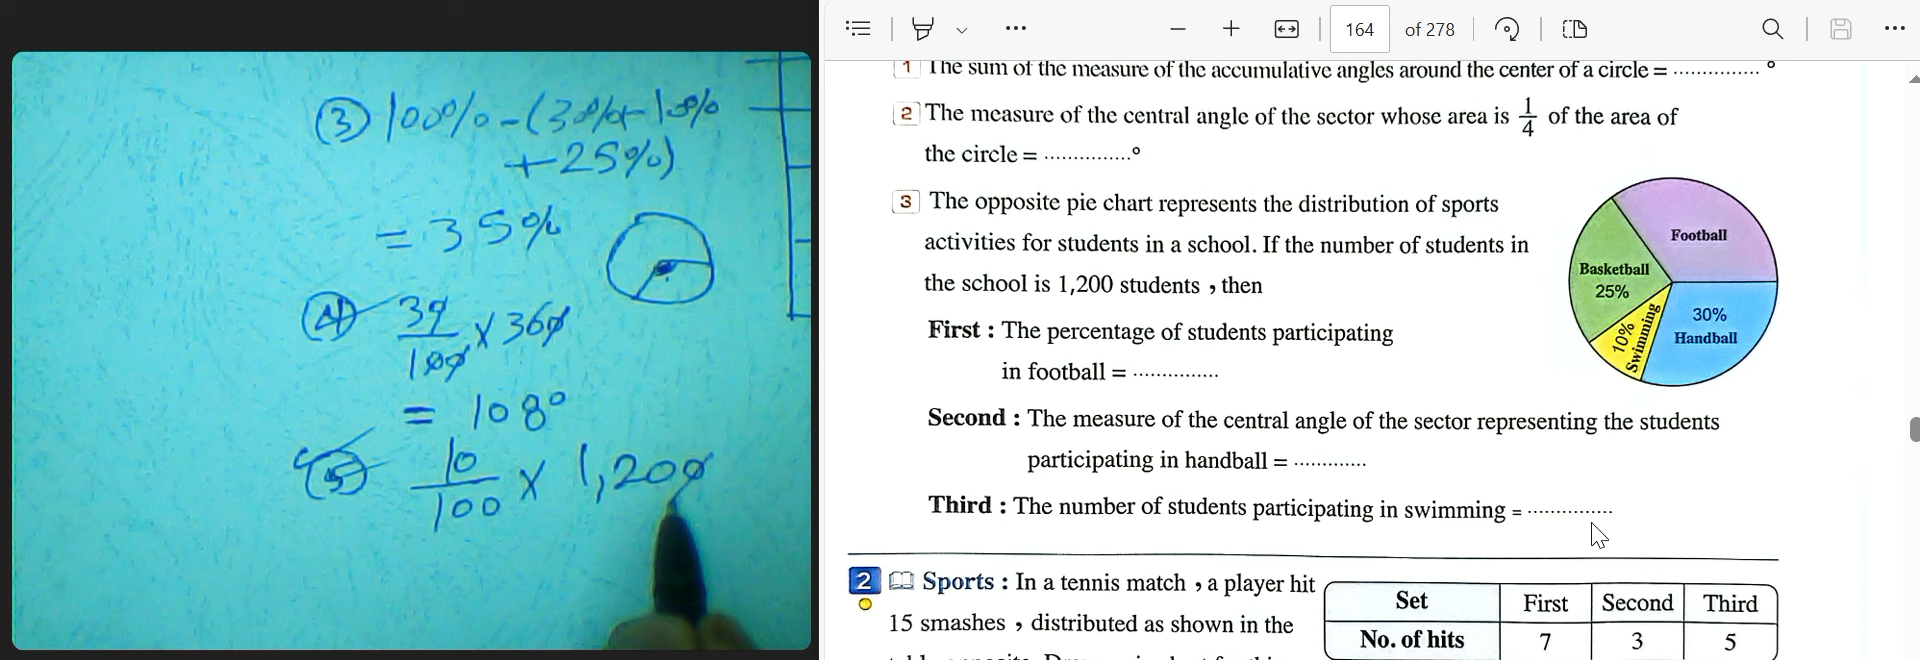 ③ 100% - (30% + 10%
+ 25%)
= 35%
④ 30/100 × 360
= 108°
⑤ 10/100 × 1,200
164 of 278
1 The sum of the measure of the accumulative angles around the center of a circle = ............... °
2 The measure of the central angle of the sector whose area is 1/4 of the area of
the circle = ...............°
3 The opposite pie chart represents the distribution of sports
activities for students in a school. If the number of students in
the school is 1,200 students , then
First : The percentage of students participating
in football = ...............
Second : The measure of the central angle of the sector representing the students
participating in handball = .............
Third : The number of students participating in swimming = ...............
Football
Basketball
25%
10%
Swimming
30%
Handball
2 Sports : In a tennis match , a player hit
15 smashes , distributed as shown in the
Set First Second Third
No. of hits 7 3 5